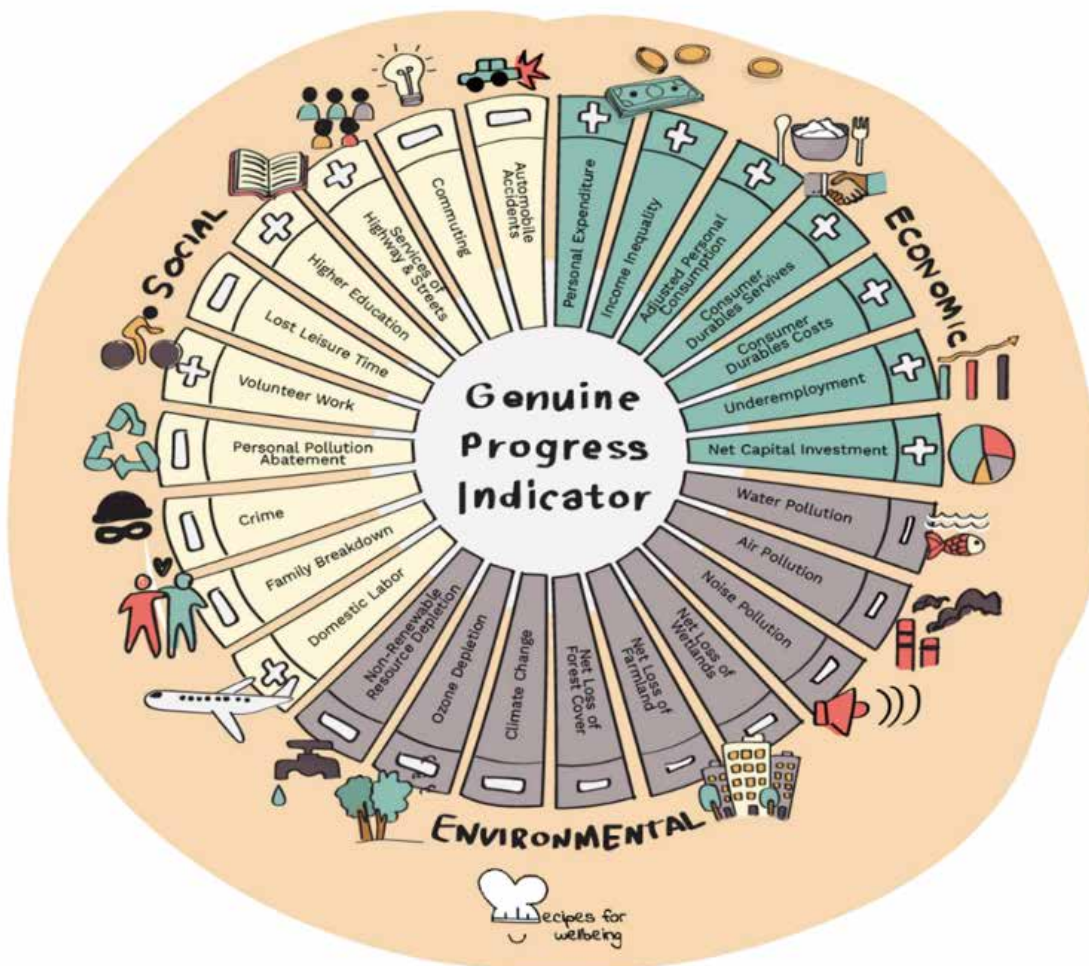 Genuine
Progress
Indicator
ECONOMIC
Personal Expenditure
Income Inequality
Adjusted Personal
Consumption
Consumer
Durables Servives
Consumer
Durables Costs
Underemployment
Net Capital Investment
ENVIRONMENTAL
Water Pollution
Air Pollution
Noise Pollution
Net Loss of
Wetlands
Net Loss of
Farmland
Net Loss of
Forest Cover
Climate Change
Ozone Depletion
Non-Renewable
Resource Depletion
SOCIAL
Domestic Labor
Family Breakdown
Crime
Personal Pollution
Abatement
Volunteer Work
Lost Leisure Time
Higher Education
Services of
Highway & Streets
Commuting
Automobile
Accidents
ecipes for
wellbeing